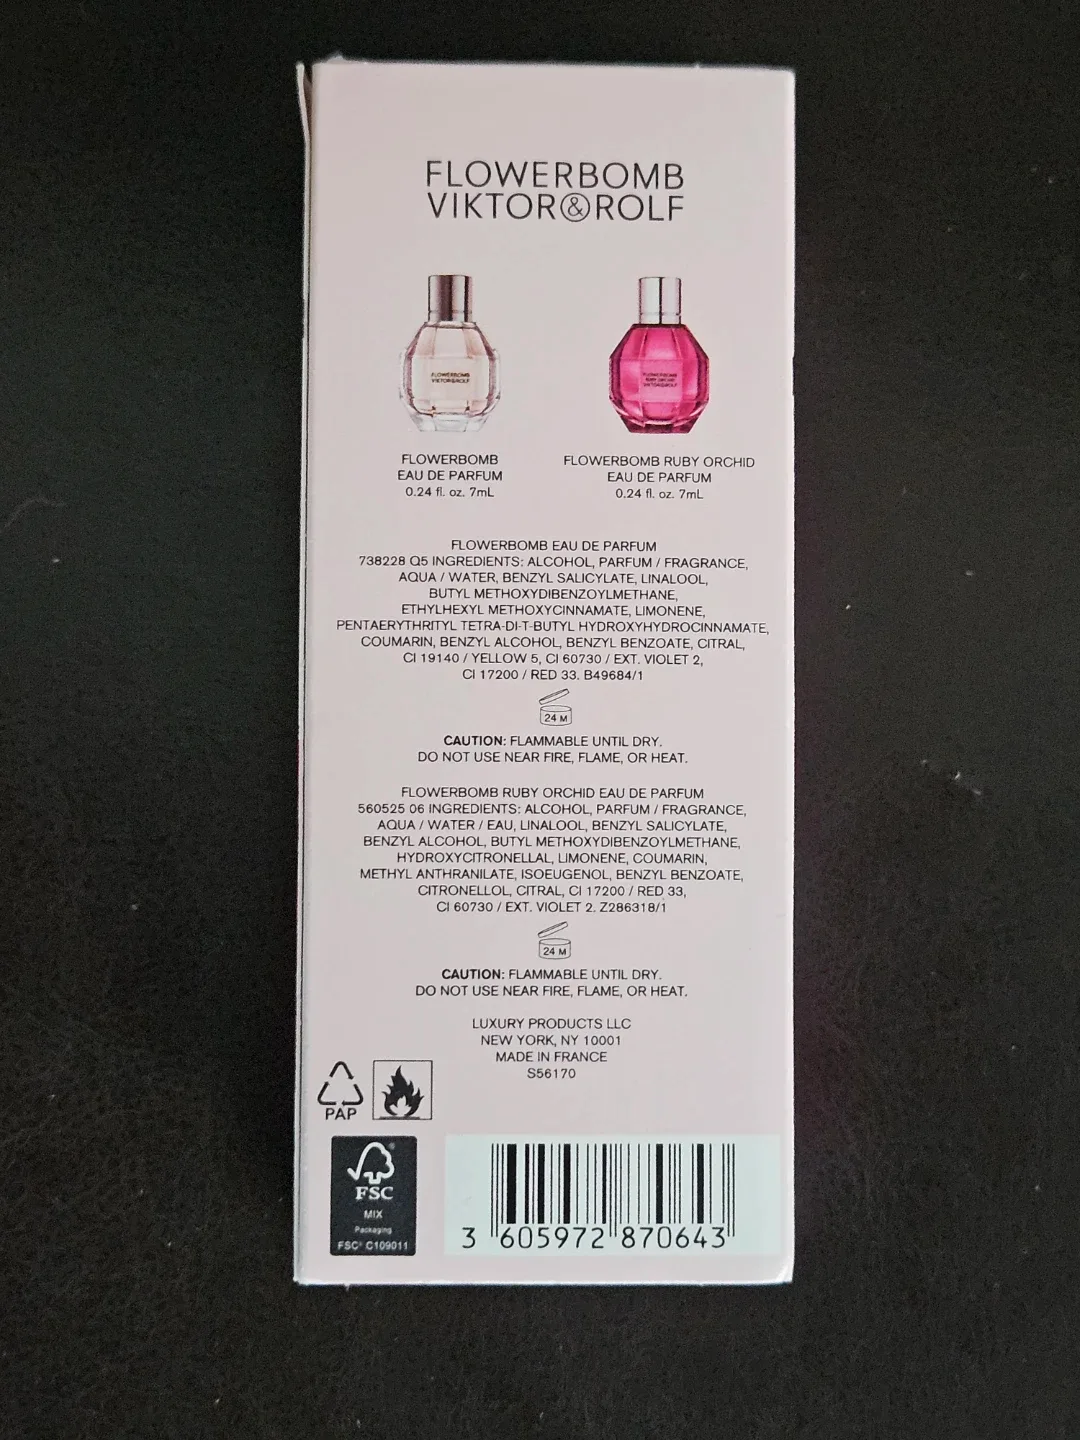 FLOWERBOMB
VIKTOR&ROLF
FLOWERBOMB
VIKTOR&ROLF
FLOWERBOMB
RUBY ORCHID
VIKTOR&ROLF
FLOWERBOMB
EAU DE PARFUM
0.24 fl. oz. 7mL
FLOWERBOMB RUBY ORCHID
EAU DE PARFUM
0.24 fl. oz. 7mL
FLOWERBOMB EAU DE PARFUM
738228 Q5 INGREDIENTS: ALCOHOL, PARFUM / FRAGRANCE,
AQUA / WATER, BENZYL SALICYLATE, LINALOOL,
BUTYL METHOXYDIBENZOYLMETHANE,
ETHYLHEXYL METHOXYCINNAMATE, LIMONENE,
PENTAERYTHRITYL TETRA-DI-T-BUTYL HYDROXYHYDROCINNAMATE,
COUMARIN, BENZYL ALCOHOL, BENZYL BENZOATE, CITRAL,
CI 19140 / YELLOW 5, CI 60730 / EXT. VIOLET 2,
CI 17200 / RED 33. B49684/1
24 M
CAUTION: FLAMMABLE UNTIL DRY.
DO NOT USE NEAR FIRE, FLAME, OR HEAT.
FLOWERBOMB RUBY ORCHID EAU DE PARFUM
560525 06 INGREDIENTS: ALCOHOL, PARFUM / FRAGRANCE,
AQUA / WATER / EAU, LINALOOL, BENZYL SALICYLATE,
BENZYL ALCOHOL, BUTYL METHOXYDIBENZOYLMETHANE,
HYDROXYCITRONELLAL, LIMONENE, COUMARIN,
METHYL ANTHRANILATE, ISOEUGENOL, BENZYL BENZOATE,
CITRONELLOL, CITRAL, CI 17200 / RED 33,
CI 60730 / EXT. VIOLET 2. Z286318/1
24 M
CAUTION: FLAMMABLE UNTIL DRY.
DO NOT USE NEAR FIRE, FLAME, OR HEAT.
LUXURY PRODUCTS LLC
NEW YORK, NY 10001
MADE IN FRANCE
S56170
PAP
FSC
MIX
Packaging
FSC® C109011
3 605972 870643